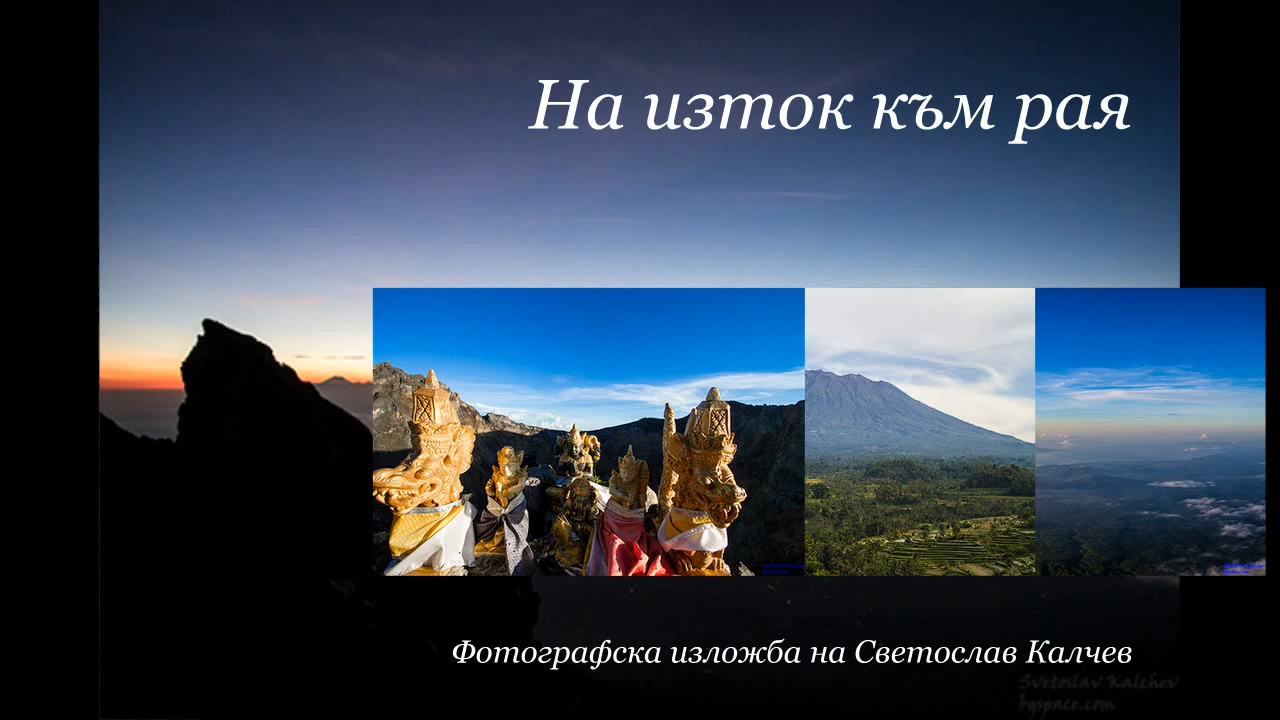 На изток към рая
Фотографска изложба на Светослав Калчев
Svetoslav Kalchev
bgspace.com